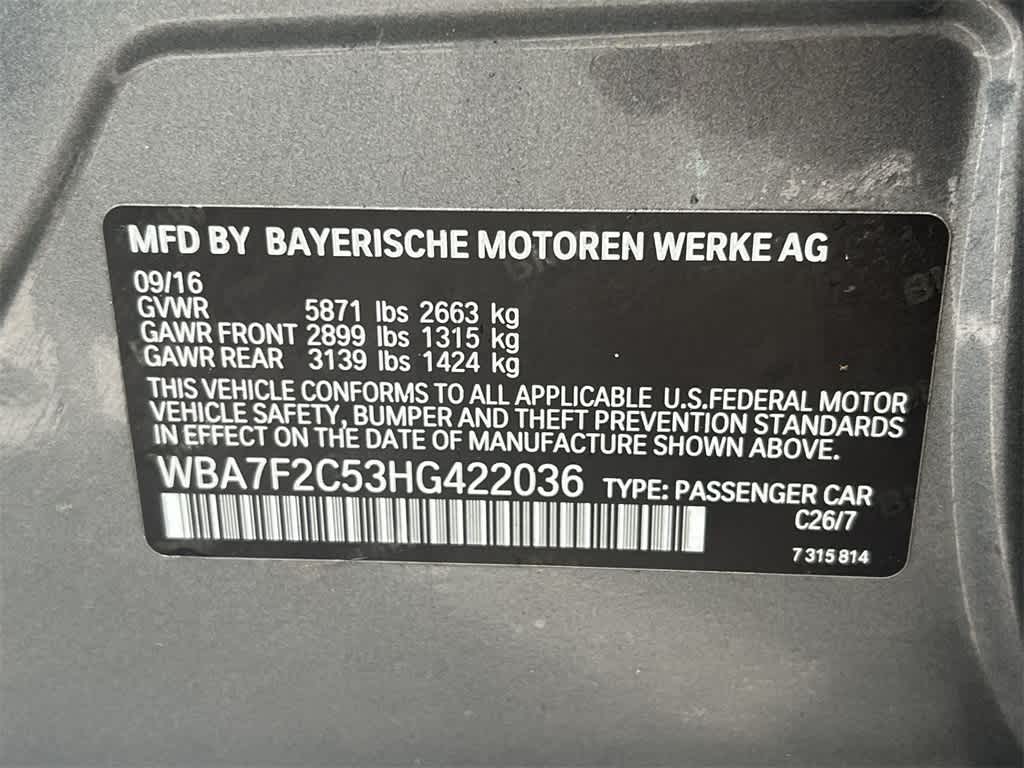 MFD BY BAYERISCHE MOTOREN WERKE AG
09/16
GVWR 5871 lbs 2663 kg
GAWR FRONT 2899 lbs 1315 kg
GAWR REAR 3139 lbs 1424 kg
THIS VEHICLE CONFORMS TO ALL APPLICABLE U.S.FEDERAL MOTOR
VEHICLE SAFETY, BUMPER AND THEFT PREVENTION STANDARDS
IN EFFECT ON THE DATE OF MANUFACTURE SHOWN ABOVE.
WBA7F2C53HG422036 TYPE: PASSENGER CAR
C26/7
7 315 814